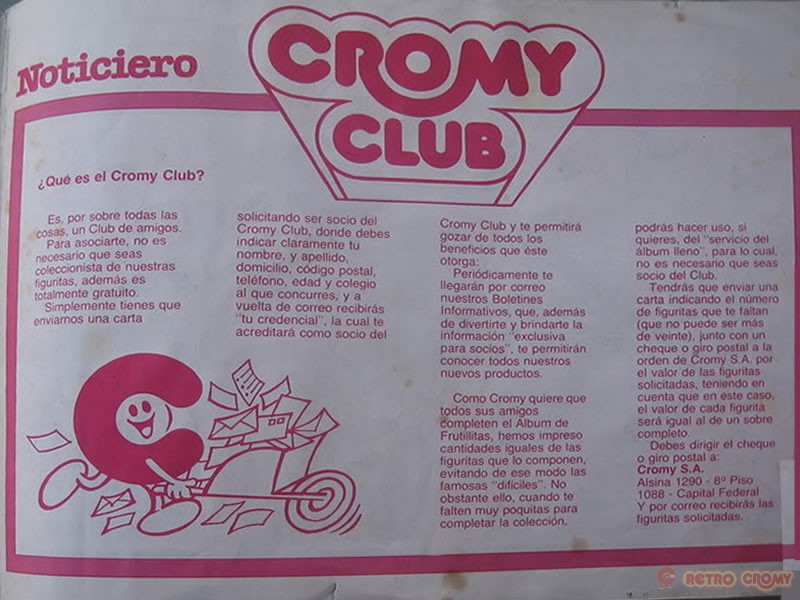 Noticiero
CROMY
CLUB
¿Qué es el Cromy Club?
Es, por sobre todas las
cosas, un Club de amigos.
Para asociarte, no es
necesario que seas
coleccionista de nuestras
figuritas, además es
totalmente gratuito.
Simplemente tienes que
enviarnos una carta
solicitando ser socio del
Cromy Club, donde debes
indicar claramente tu
nombre, y apellido,
domicilio, código postal,
teléfono, edad y colegio
al que concurres, y a
vuelta de correo recibirás
"tu credencial", la cual te
acreditará como socio del
Cromy Club y te permitirá
gozar de todos los
beneficios que éste
otorga:
Periódicamente te
llegarán por correo
nuestros Boletines
Informativos, que, además
de divertirte y brindarte la
información "exclusiva
para socios", te permitirán
conocer todos nuestros
nuevos productos.
Como Cromy quiere que
todos sus amigos
completen el Album de
Frutillitas, hemos impreso
cantidades iguales de las
figuritas que lo componen,
evitando de ese modo las
famosas "difíciles". No
obstante ello, cuando te
falten muy poquitas para
completar la colección,
podrás hacer uso, si
quieres, del "servicio del
álbum lleno", para lo cual,
no es necesario que seas
socio del Club.
Tendrás que enviar una
carta indicando el número
de figuritas que te faltan
(que no puede ser más
de veinte), junto con un
cheque o giro postal a la
orden de Cromy S.A. por
el valor de las figuritas
solicitadas, teniendo en
cuenta que en este caso,
el valor de cada figurita
será igual al de un sobre
completo.
Debes dirigir el cheque
o giro postal a:
Cromy S.A.
Alsina 1290 - 8º Piso
1088 - Capital Federal
Y por correo recibirás las
figuritas solicitadas.
RETRO CROMY